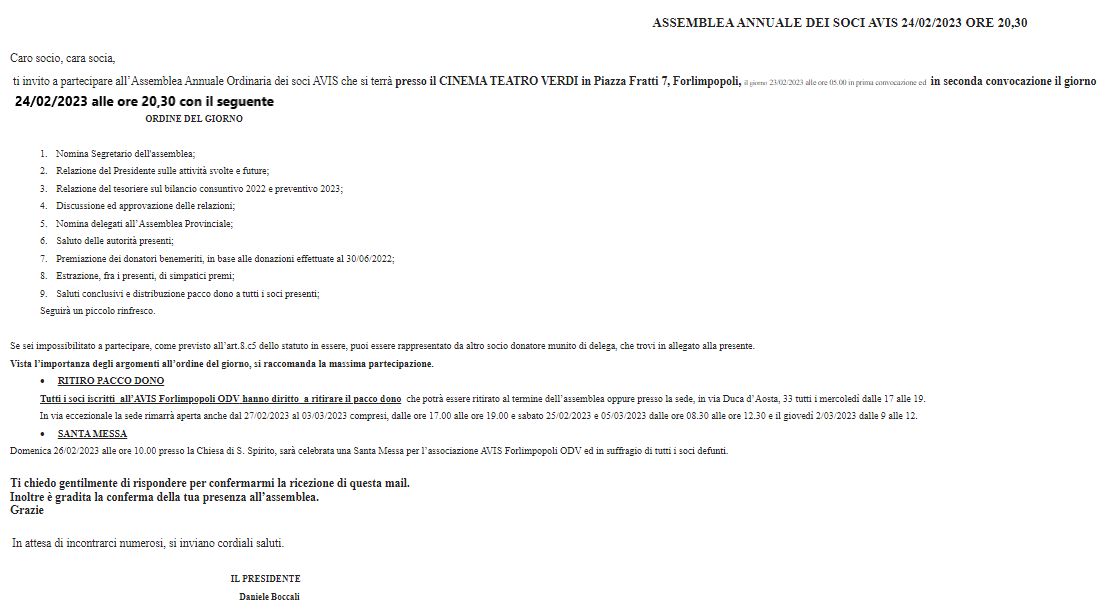 ASSEMBLEA ANNUALE DEI SOCI AVIS 24/02/2023 ORE 20,30
Caro socio, cara socia,
ti invito a partecipare all'Assemblea Annuale Ordinaria dei soci AVIS che si terrà presso il CINEMA TEATRO VERDI in Piazza Fratti 7, Forlimpopoli, il giorno 23/02/2023 alle ore 05.00 in prima convocazione ed in seconda convocazione il giorno
24/02/2023 alle ore 20,30 con il seguente
ORDINE DEL GIORNO
1. Nomina Segretario dell'assemblea;
2. Relazione del Presidente sulle attività svolte e future;
3. Relazione del tesoriere sul bilancio consuntivo 2022 e preventivo 2023;
4. Discussione ed approvazione delle relazioni;
5. Nomina delegati all'Assemblea Provinciale;
6. Saluto delle autorità presenti;
7. Premiazione dei donatori benemeriti, in base alle donazioni effettuate al 30/06/2022;
8. Estrazione, fra i presenti, di simpatici premi;
9. Saluti conclusivi e distribuzione pacco dono a tutti i soci presenti;
Seguirà un piccolo rinfresco.
Se sei impossibilitato a partecipare, come previsto all'art.8.c5 dello statuto in essere, puoi essere rappresentato da altro socio donatore munito di delega, che trovi in allegato alla presente.
Vista l'importanza degli argomenti all'ordine del giorno, si raccomanda la massima partecipazione.
• RITIRO PACCO DONO
Tutti i soci iscritti all'AVIS Forlimpopoli ODV hanno diritto a ritirare il pacco dono che potrà essere ritirato al termine dell'assemblea oppure presso la sede, in via Duca d'Aosta, 33 tutti i mercoledì dalle 17 alle 19.
In via eccezionale la sede rimarrà aperta anche dal 27/02/2023 al 03/03/2023 compresi, dalle ore 17.00 alle ore 19.00 e sabato 25/02/2023 e 05/03/2023 dalle ore 08.30 alle ore 12.30 e il giovedì 2/03/2023 dalle 9 alle 12.
• SANTA MESSA
Domenica 26/02/2023 alle ore 10.00 presso la Chiesa di S. Spirito, sarà celebrata una Santa Messa per l'associazione AVIS Forlimpopoli ODV ed in suffragio di tutti i soci defunti.
Ti chiedo gentilmente di rispondere per confermarmi la ricezione di questa mail.
Inoltre è gradita la conferma della tua presenza all'assemblea.
Grazie
In attesa di incontrarci numerosi, si inviano cordiali saluti.
IL PRESIDENTE
Daniele Boccali